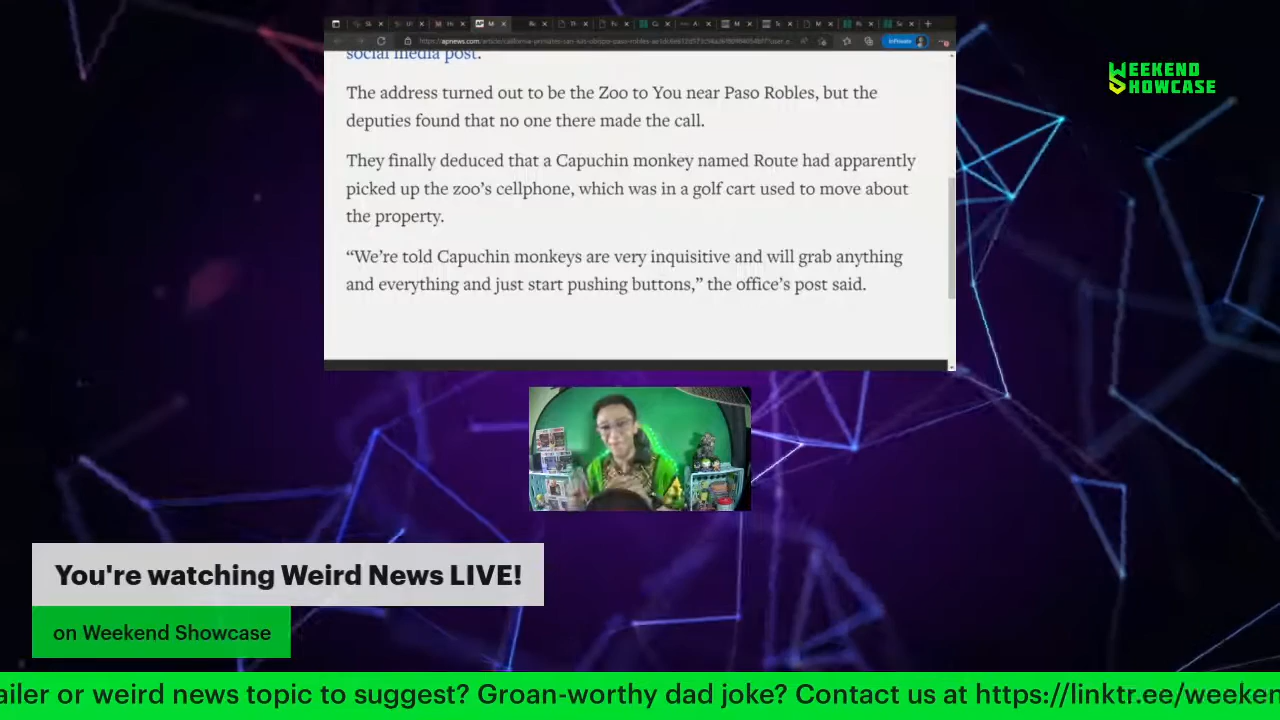 InPrivate
social media post.
The address turned out to be the Zoo to You near Paso Robles, but the
deputies found that no one there made the call.
They finally deduced that a Capuchin monkey named Route had apparently
picked up the zoo's cellphone, which was in a golf cart used to move about
the property.
“We're told Capuchin monkeys are very inquisitive and will grab anything
and everything and just start pushing buttons,” the office's post said.
WEEKEND
SHOWCASE
You're watching Weird News LIVE!
on Weekend Showcase
ailer or weird news topic to suggest? Groan-worthy dad joke? Contact us at https://linktr.ee/weeken